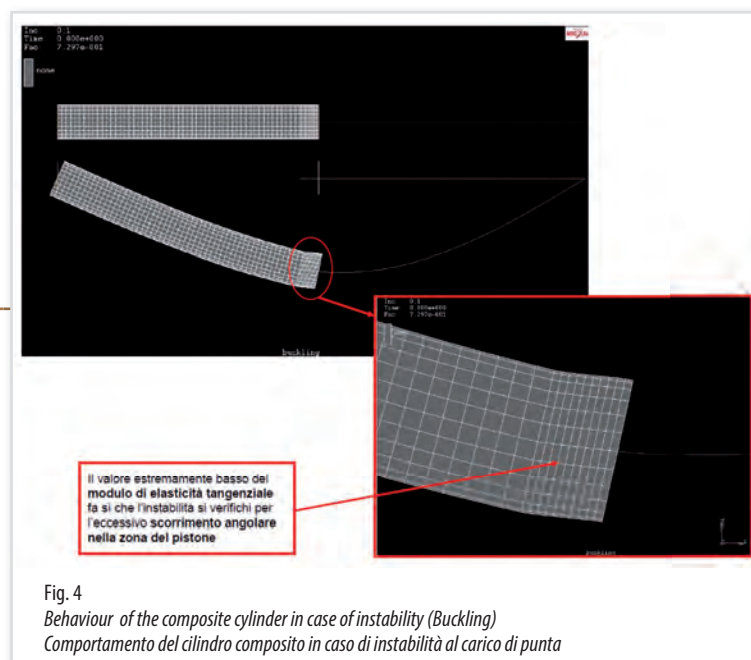 Inc 0:1
Time 0.000e+000
Fac 7.297e-001
none
buckling
Inc 0:1
Time 0.000e+000
Fac 7.297e-001
buckling
Il valore estremamente basso del
modulo di elasticità tangenziale
fa sì che l'instabilità si verifichi per
l'eccessivo scorrimento angolare
nella zona del pistone
Fig. 4
Behaviour of the composite cylinder in case of instability (Buckling)
Comportamento del cilindro composito in caso di instabilità al carico di punta